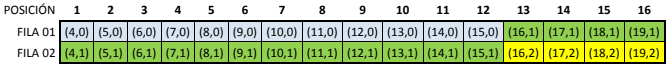 POSICIÓN 1 2 3 4 5 6 7 8 9 10 11 12 13 14 15 16
FILA 01 (4,0) (5,0) (6,0) (7,0) (8,0) (9,0) (10,0) (11,0) (12,0) (13,0) (14,0) (15,0) (16,1) (17,1) (18,1) (19,1)
FILA 02 (4,1) (5,1) (6,1) (7,1) (8,1) (9,1) (10,1) (11,1) (12,1) (13,1) (14,1) (15,1) (16,2) (17,2) (18,2) (19,2)